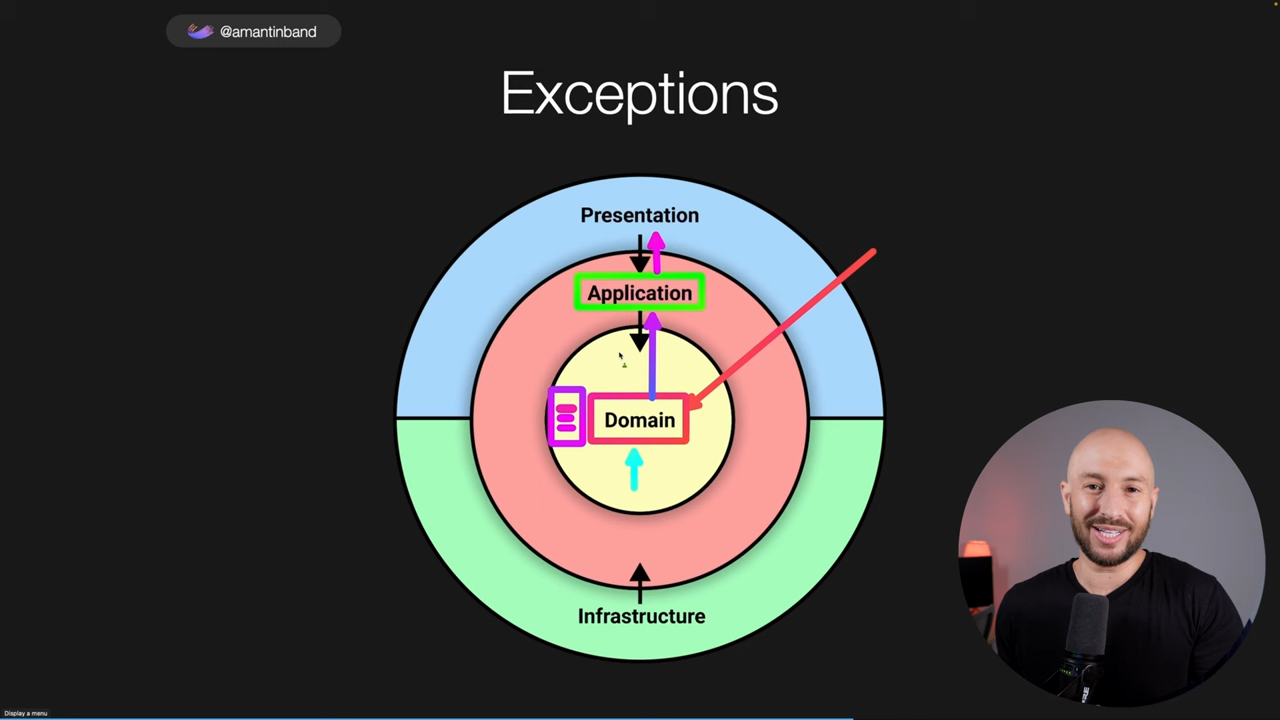 @amantinband
Exceptions
Presentation
Application
Domain
Infrastructure
Display a menu